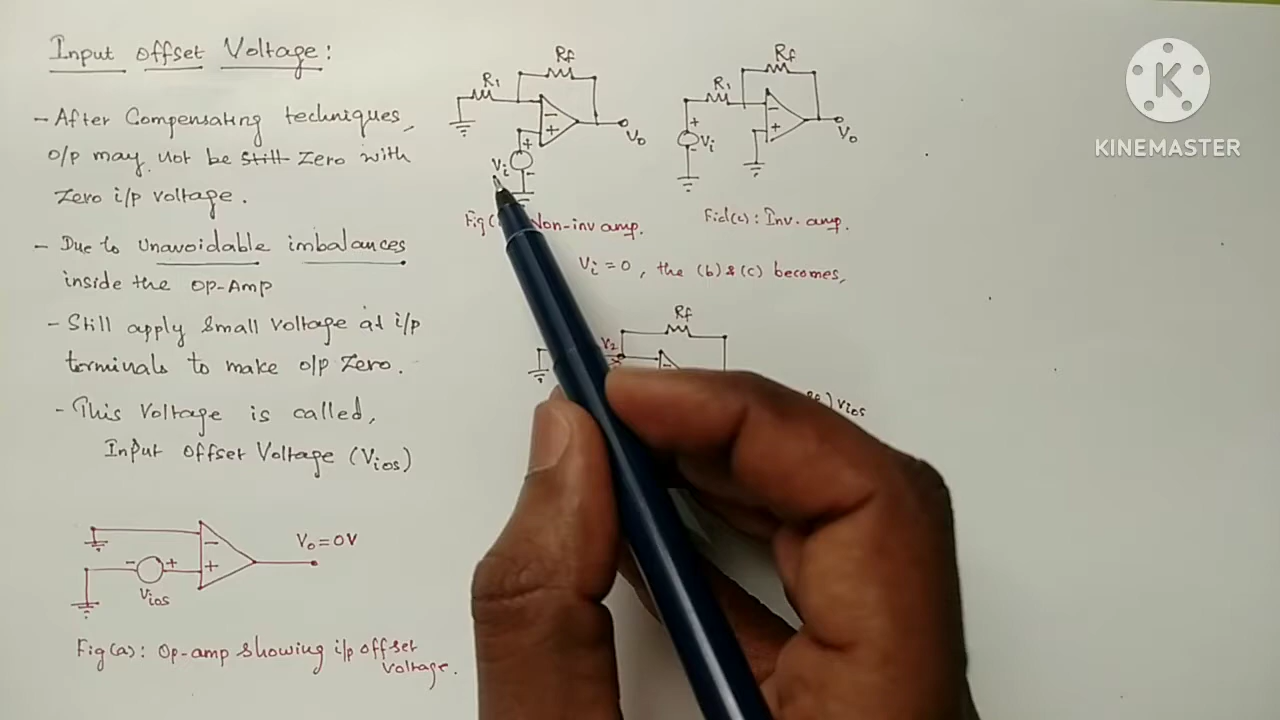 Input offset Voltage:
- After Compensating techniques,
o/p may not be still zero with
zero i/p voltage.
- Due to unavoidable imbalances
inside the op-Amp
- Still apply small voltage at i/p
terminals to make o/p zero.
- This voltage is called,
Input offset Voltage (Vios)
- Vios +
- +
Vo = 0V
Fig(a): Op-amp showing i/p offset
voltage.
R1 Rf
- +
Vo
+ Vi -
Non-inv amp.
R1 Rf
- +
Vo
+ Vi
Fid(c): Inv. amp.
Vi = 0, the (b) & (c) becomes,
Rf
V2
-
) Vios
K
KINEMASTER